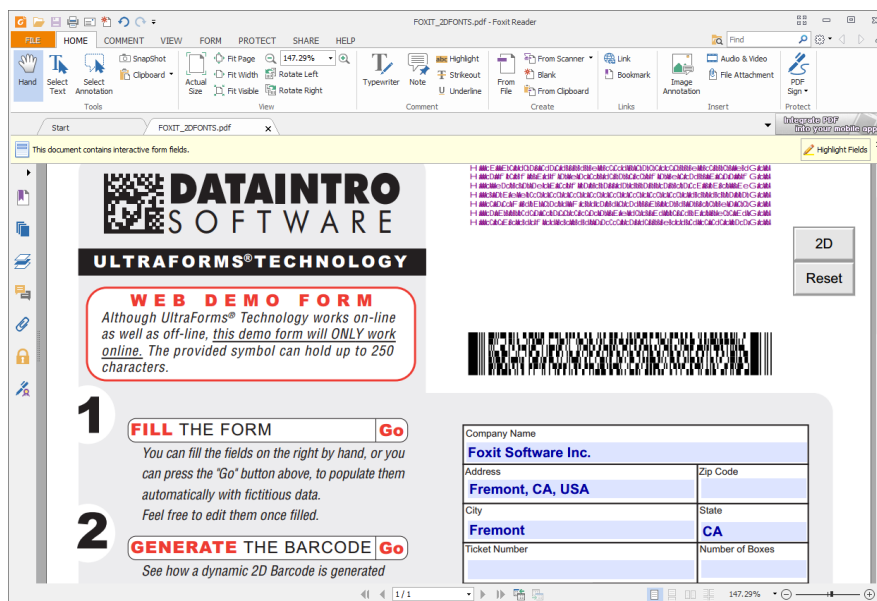 FOXIT_2DFONTS.pdf - Foxit Reader
FILE HOME COMMENT VIEW FORM PROTECT SHARE HELP
Find
Hand
Select Text
Select Annotation
SnapShot
Clipboard
Tools
Actual Size
Fit Page
Fit Width
Fit Visible
147.29%
Rotate Left
Rotate Right
View
Typewriter
Note
abc Highlight
T Strikeout
U Underline
Comment
From File
From Scanner
Blank
From Clipboard
Create
Link
Bookmark
Links
Image Annotation
Audio & Video
File Attachment
Insert
PDF Sign
Protect
Start
FOXIT_2DFONTS.pdf x
Integrate PDF
into your mobile app
This document contains interactive form fields.
Highlight Fields
DATAINTRO
SOFTWARE
ULTRAFORMS®TECHNOLOGY
2D
Reset
WEB DEMO FORM
Although UltraForms® Technology works on-line
as well as off-line, this demo form will ONLY work
online. The provided symbol can hold up to 250
characters.
1
FILL THE FORM Go
You can fill the fields on the right by hand, or you
can press the "Go" button above, to populate them
automatically with fictitious data.
Feel free to edit them once filled.
2
GENERATE THE BARCODE Go
See how a dynamic 2D Barcode is generated
Company Name
Foxit Software Inc.
Address
Zip Code
Fremont, CA, USA
City
State
Fremont
CA
Ticket Number
Number of Boxes
1 / 1
147.29%